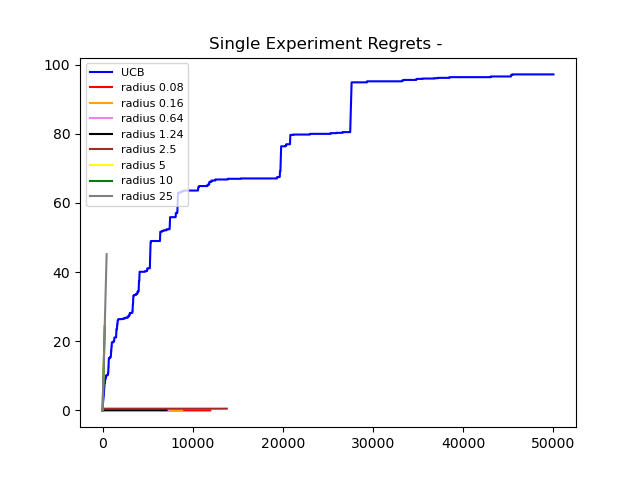 Single Experiment Regrets -
UCB
radius 0.08
radius 0.16
radius 0.64
radius 1.24
radius 2.5
radius 5
radius 10
radius 25
100
80
60
40
20
0
0 10000 20000 30000 40000 50000